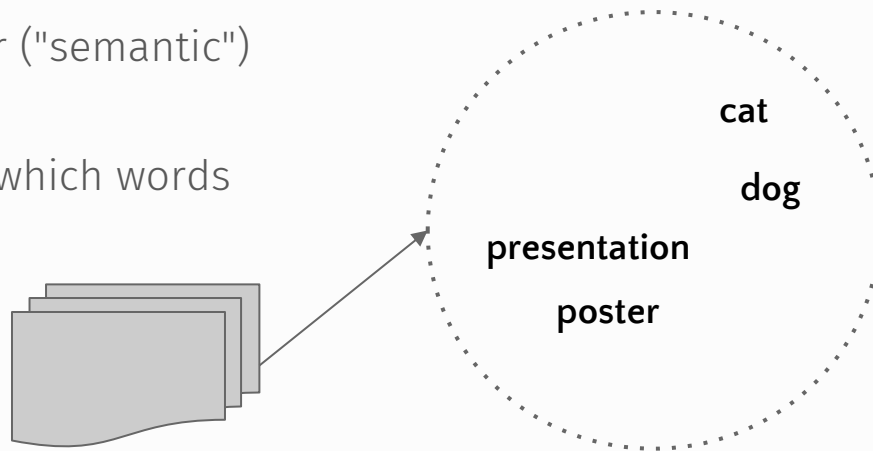 r ("semantic")
which words
cat
dog
presentation
poster